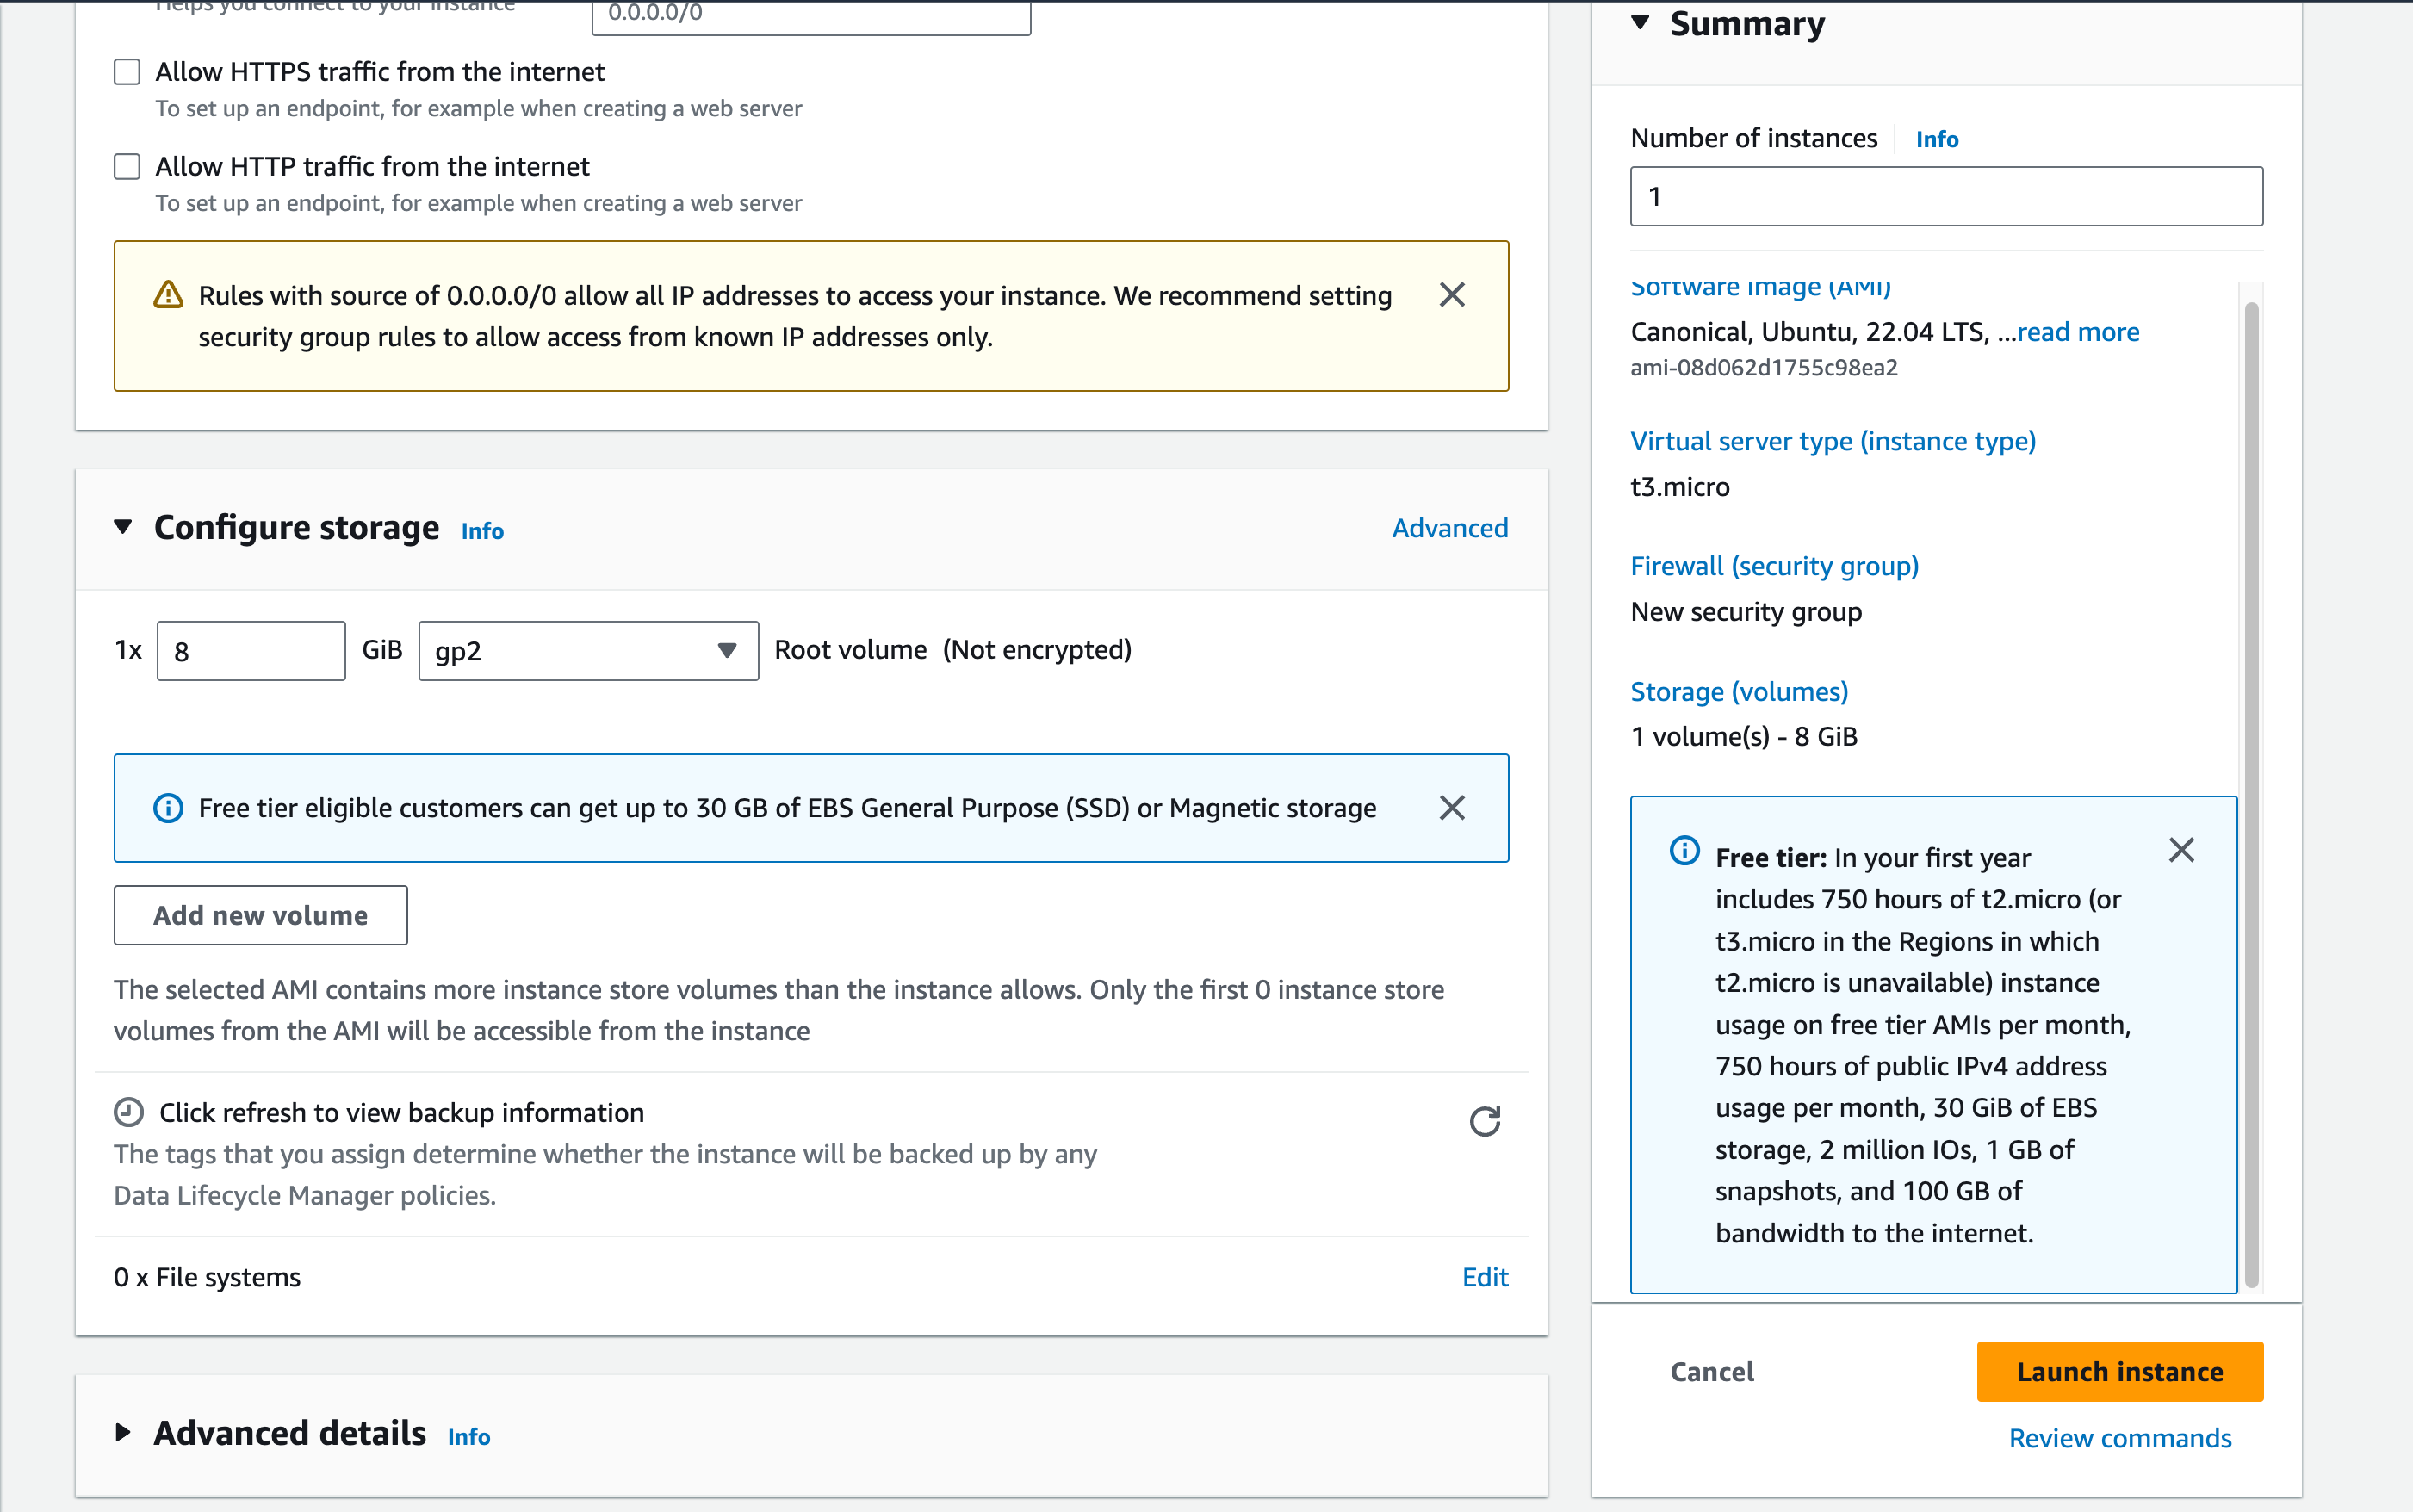 Helps you connect to your instance
0.0.0.0/0
Allow HTTPS traffic from the internet
To set up an endpoint, for example when creating a web server
Allow HTTP traffic from the internet
To set up an endpoint, for example when creating a web server
Rules with source of 0.0.0.0/0 allow all IP addresses to access your instance. We recommend setting
security group rules to allow access from known IP addresses only.
Configure storage Info
Advanced
1x 8 GiB gp2 Root volume (Not encrypted)
Free tier eligible customers can get up to 30 GB of EBS General Purpose (SSD) or Magnetic storage
Add new volume
The selected AMI contains more instance store volumes than the instance allows. Only the first 0 instance store
volumes from the AMI will be accessible from the instance
Click refresh to view backup information
The tags that you assign determine whether the instance will be backed up by any
Data Lifecycle Manager policies.
0 x File systems
Edit
Advanced details Info
Summary
Number of instances Info
1
Software Image (AMI)
Canonical, Ubuntu, 22.04 LTS, ...read more
ami-08d062d1755c98ea2
Virtual server type (instance type)
t3.micro
Firewall (security group)
New security group
Storage (volumes)
1 volume(s) - 8 GiB
Free tier: In your first year
includes 750 hours of t2.micro (or
t3.micro in the Regions in which
t2.micro is unavailable) instance
usage on free tier AMIs per month,
750 hours of public IPv4 address
usage per month, 30 GiB of EBS
storage, 2 million IOs, 1 GB of
snapshots, and 100 GB of
bandwidth to the internet.
Cancel
Launch instance
Review commands